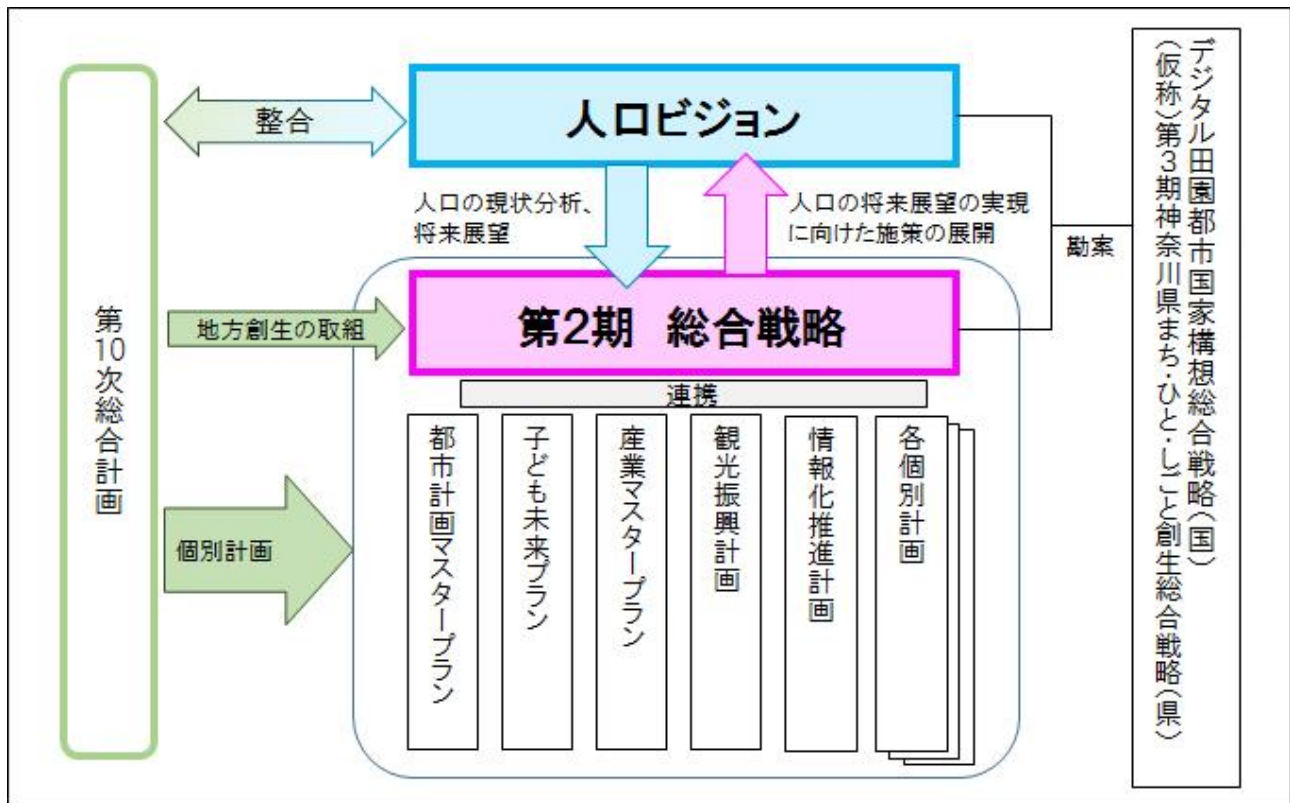 第10次総合計画
整合
人口ビジョン
人口の現状分析、
将来展望
人口の将来展望の実現
に向けた施策の展開
地方創生の取組
第2期　総合戦略
連携
個別計画
都市計画マスタープラン
子ども未来プラン
産業マスタープラン
観光振興計画
情報化推進計画
各個別計画
勘案
デジタル田園都市国家構想総合戦略(国)
(仮称)第3期神奈川県まち・ひと・しごと創生総合戦略(県)